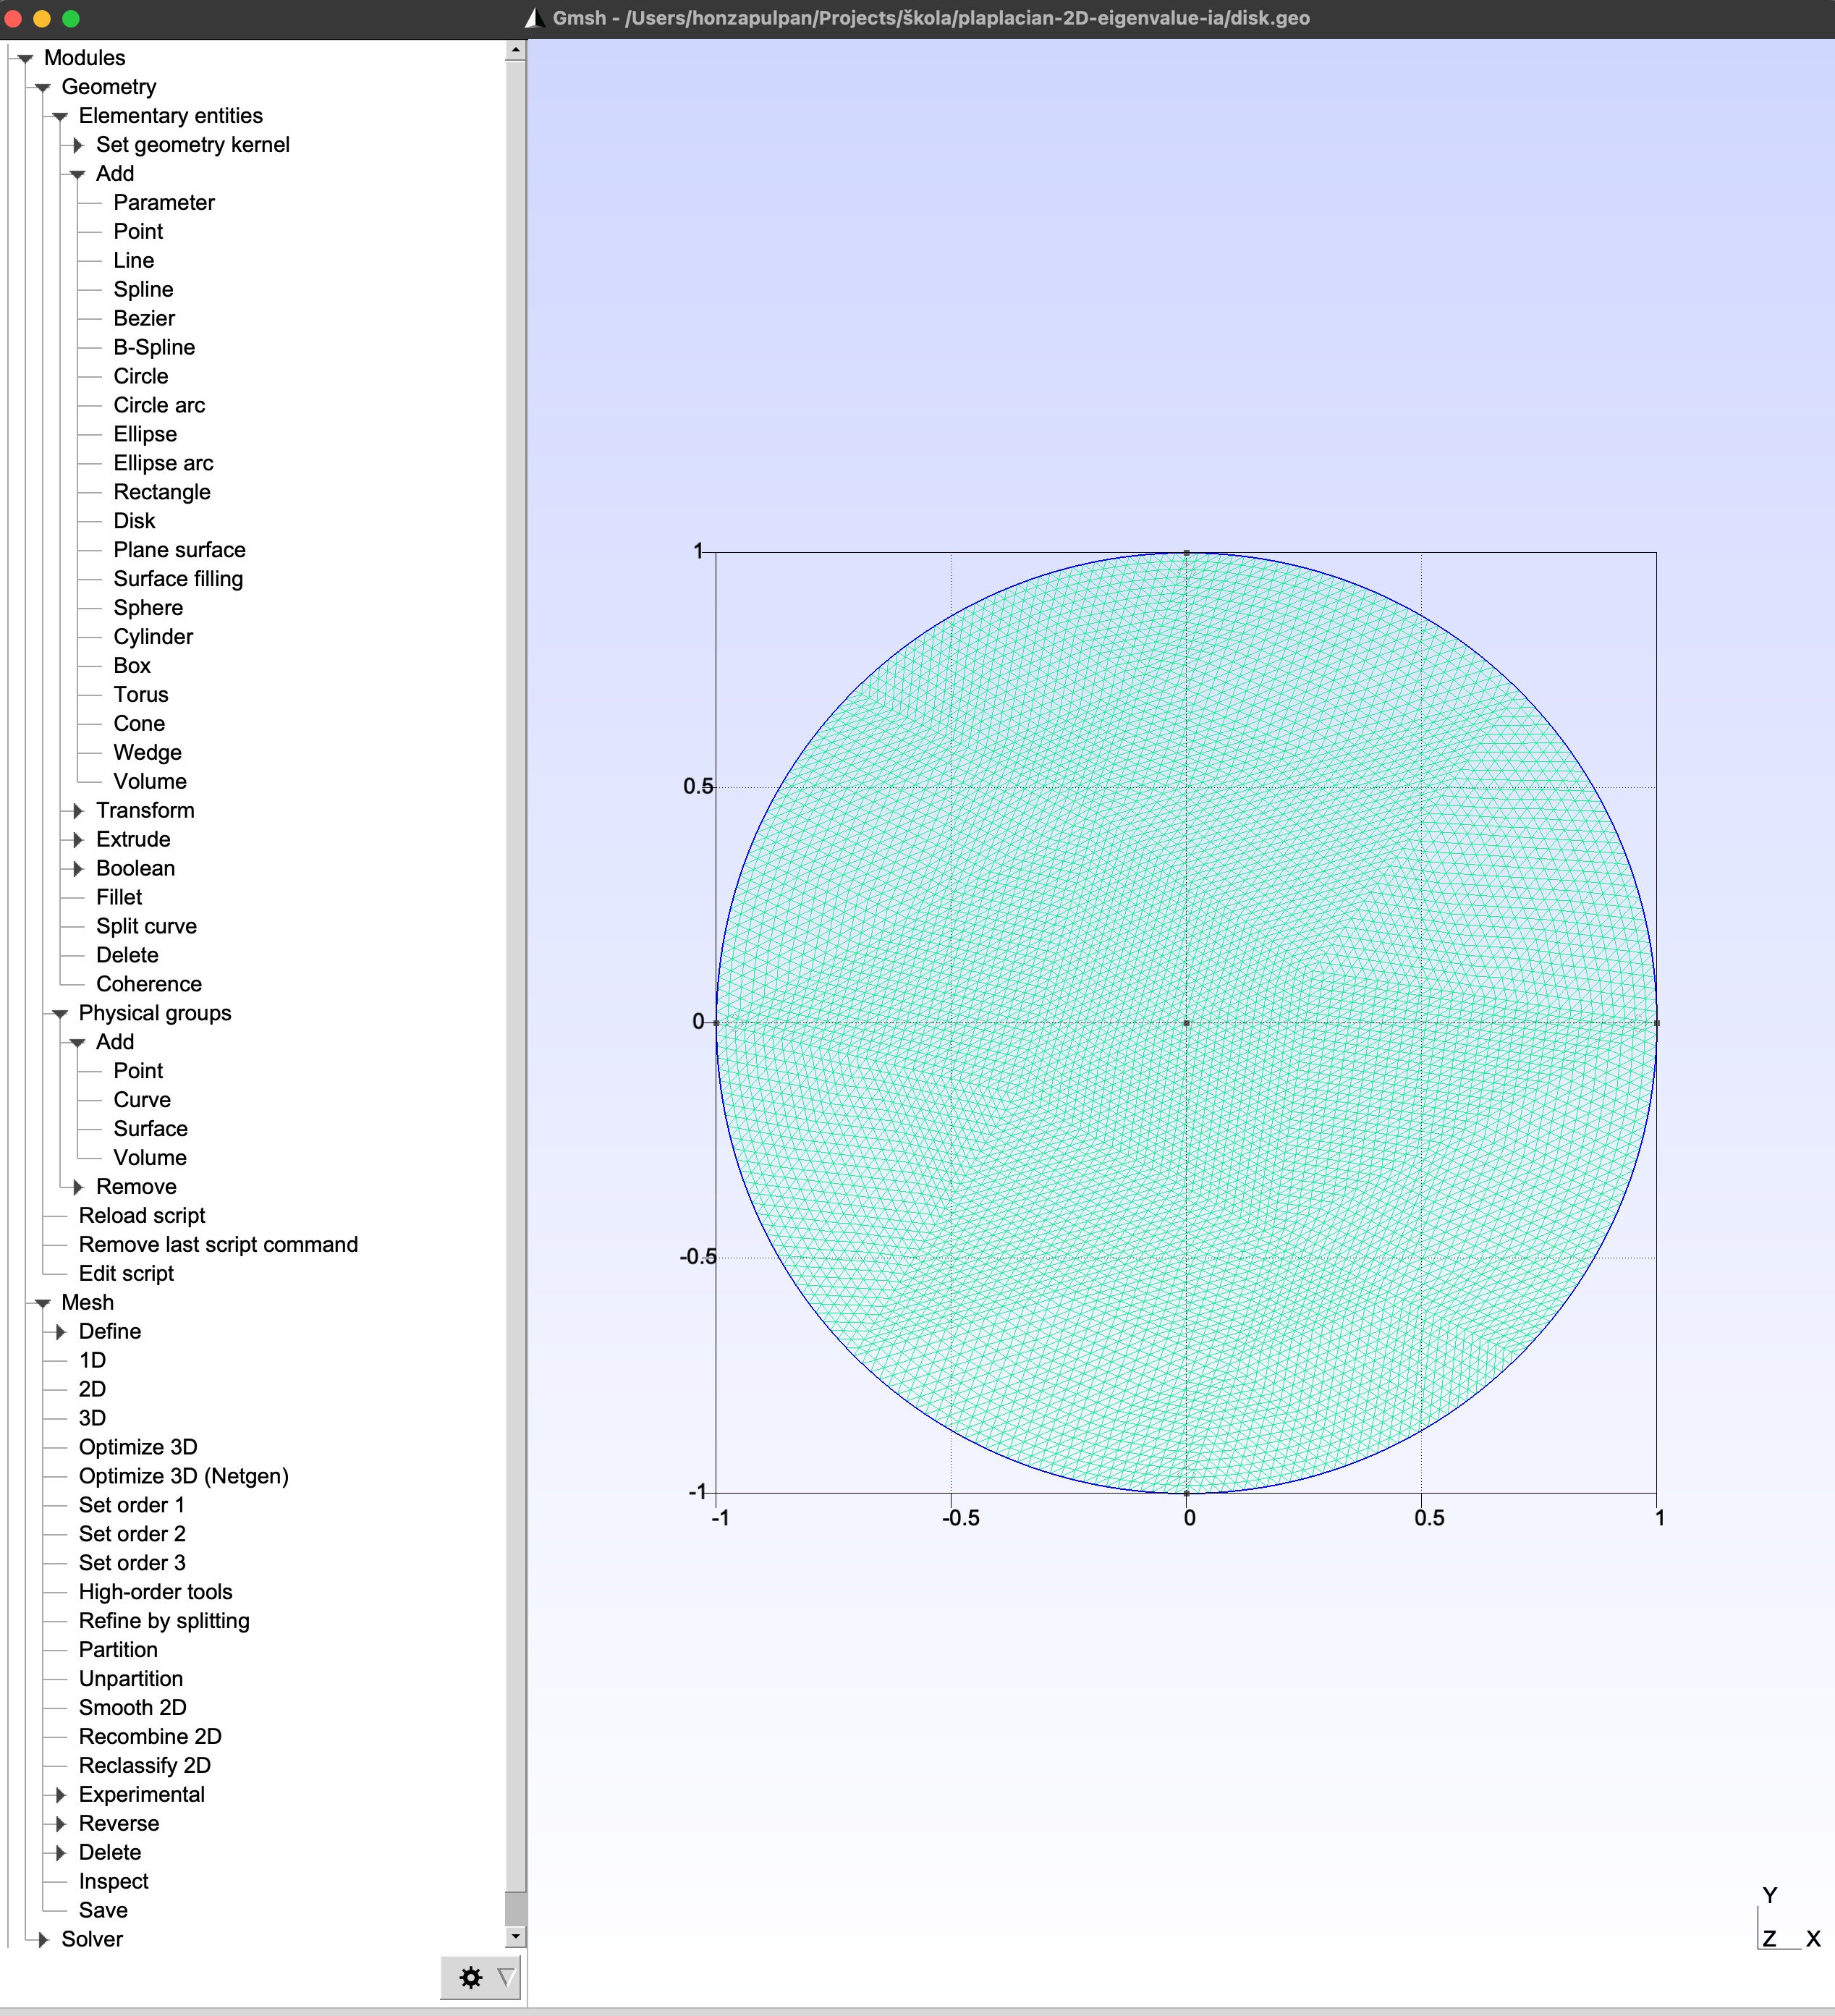 Gmsh - /Users/honzapulpan/Projects/škola/plaplacian-2D-eigenvalue-ia/disk.geo
Modules
Geometry
Elementary entities
Set geometry kernel
Add
Parameter
Point
Line
Spline
Bezier
B-Spline
Circle
Circle arc
Ellipse
Ellipse arc
Rectangle
Disk
Plane surface
Surface filling
Sphere
Cylinder
Box
Torus
Cone
Wedge
Volume
Transform
Extrude
Boolean
Fillet
Split curve
Delete
Coherence
Physical groups
Add
Point
Curve
Surface
Volume
Remove
Reload script
Remove last script command
Edit script
Mesh
Define
1D
2D
3D
Optimize 3D
Optimize 3D (Netgen)
Set order 1
Set order 2
Set order 3
High-order tools
Refine by splitting
Partition
Unpartition
Smooth 2D
Recombine 2D
Reclassify 2D
Experimental
Reverse
Delete
Inspect
Save
Solver
1
0.5
0
-0.5
-1
-1 -0.5 0 0.5 1
Y
Z X